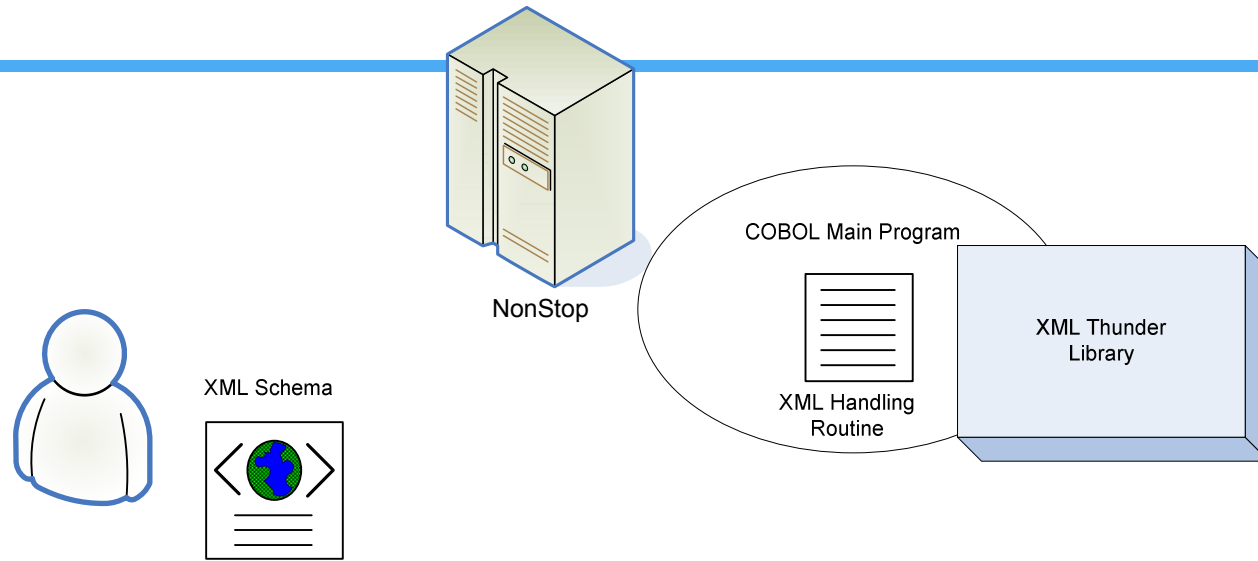 COBOL Main Program
NonStop
XML Thunder
Library
XML Schema
XML Handling
Routine